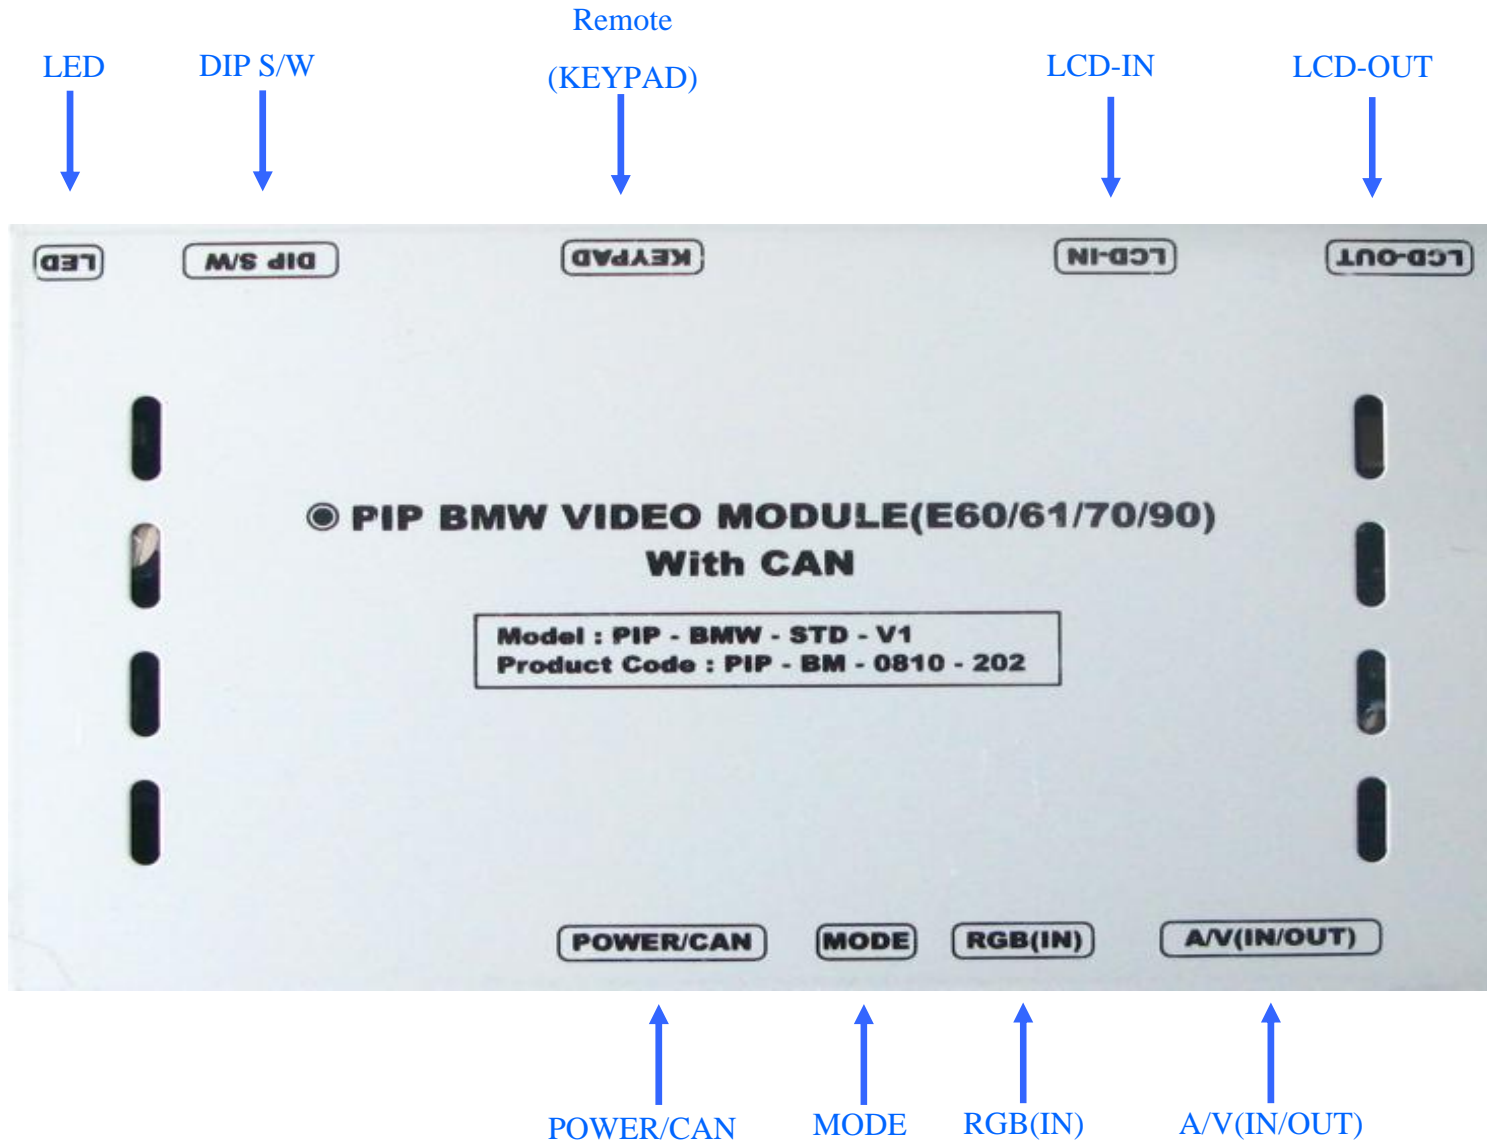 Remote
LED DIP S/W (KEYPAD) LCD-IN LCD-OUT
LED DIP S/W KEYPAD LCD-IN LCD-OUT
PIP BMW VIDEO MODULE(E60/61/70/90)
With CAN
Model : PIP - BMW - STD - V1
Product Code : PIP - BM - 0810 - 202
POWER/CAN MODE RGB(IN) A/V(IN/OUT)
POWER/CAN MODE RGB(IN) A/V(IN/OUT)